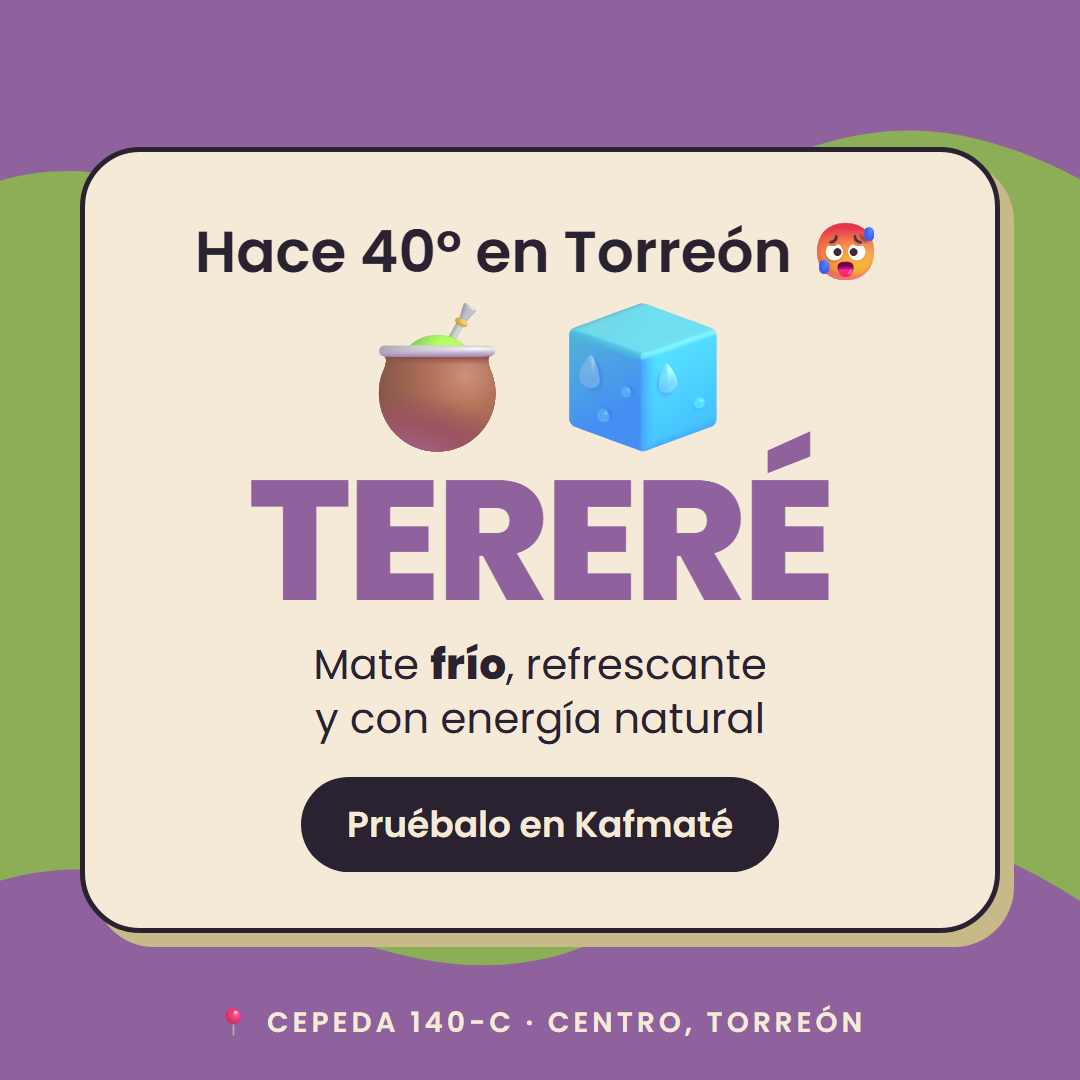 Hace 40° en Torreón 🥵
TERERÉ
Mate frío, refrescante
y con energía natural
Pruébalo en Kafmaté
📍 CEPEDA 140-C · CENTRO, TORREÓN